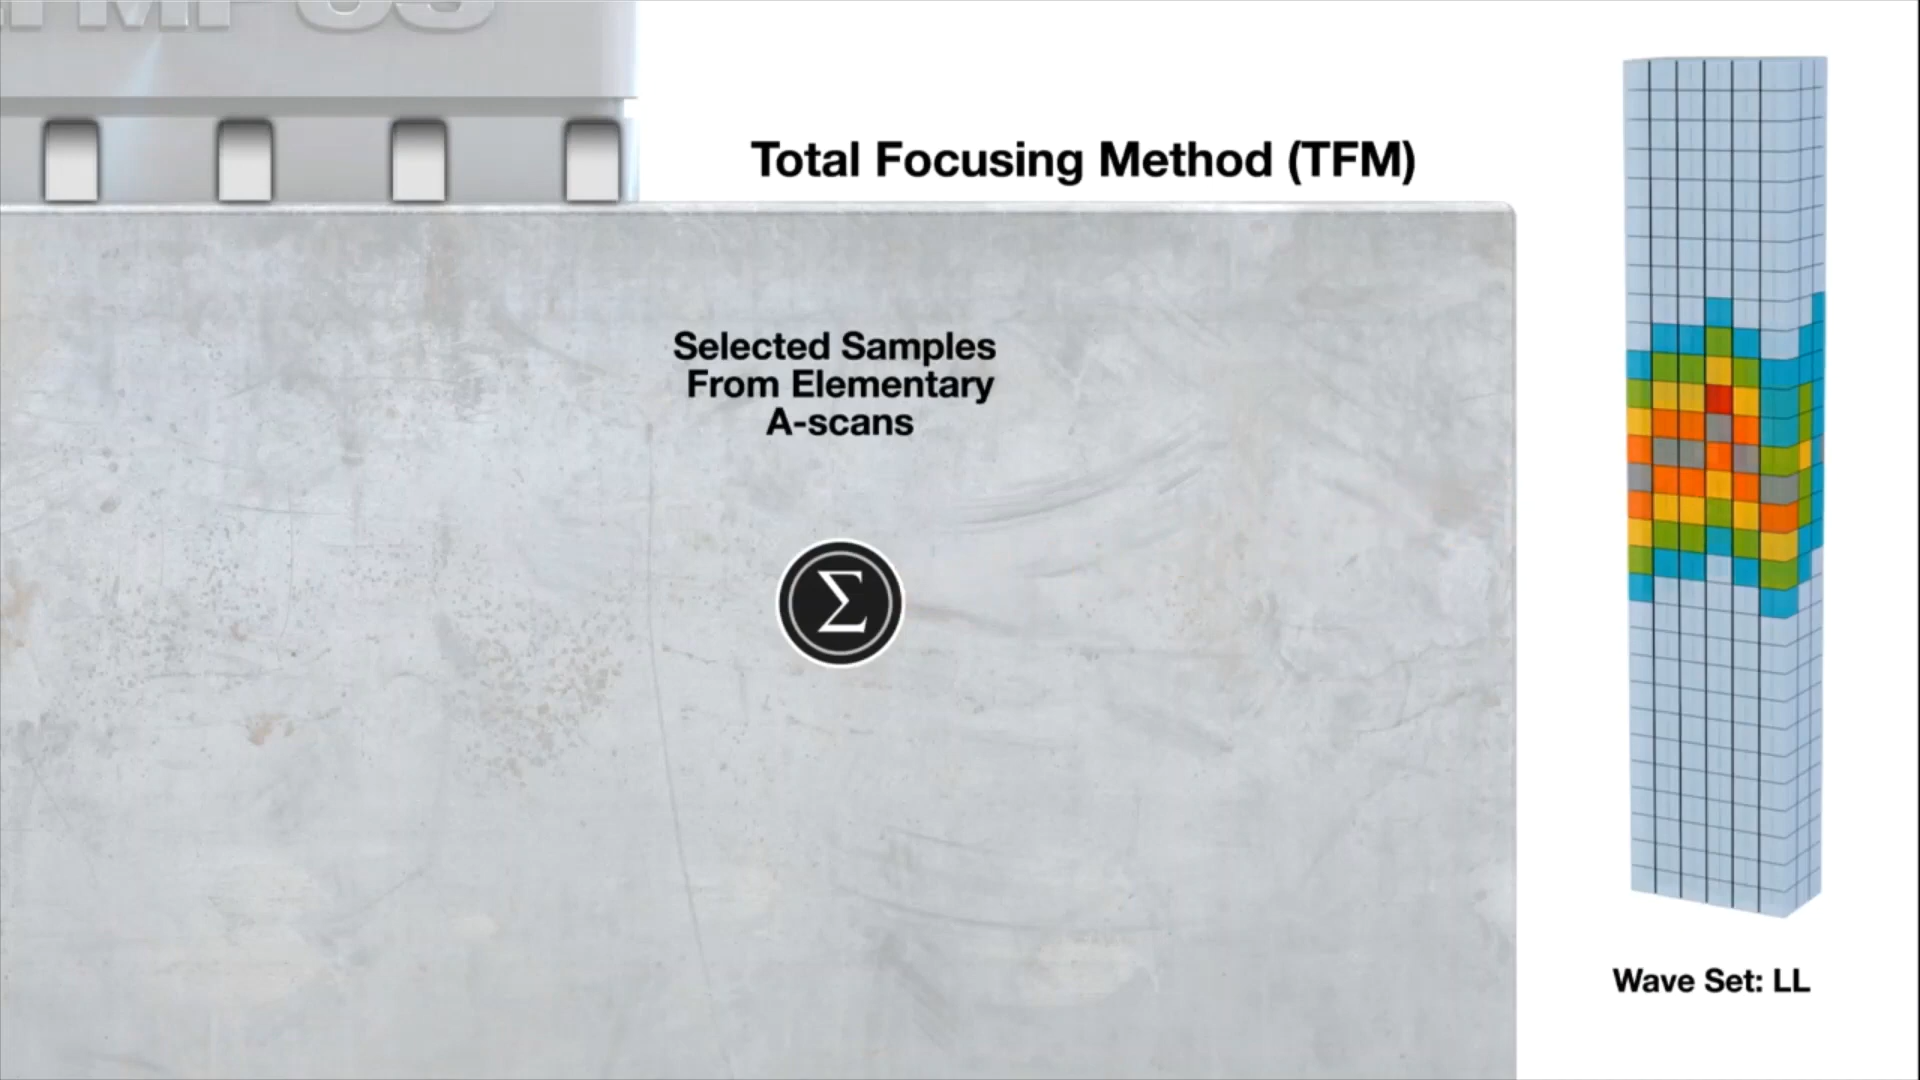 Total Focusing Method (TFM)
Selected Samples
From Elementary
A-scans
Σ
Wave Set: LL